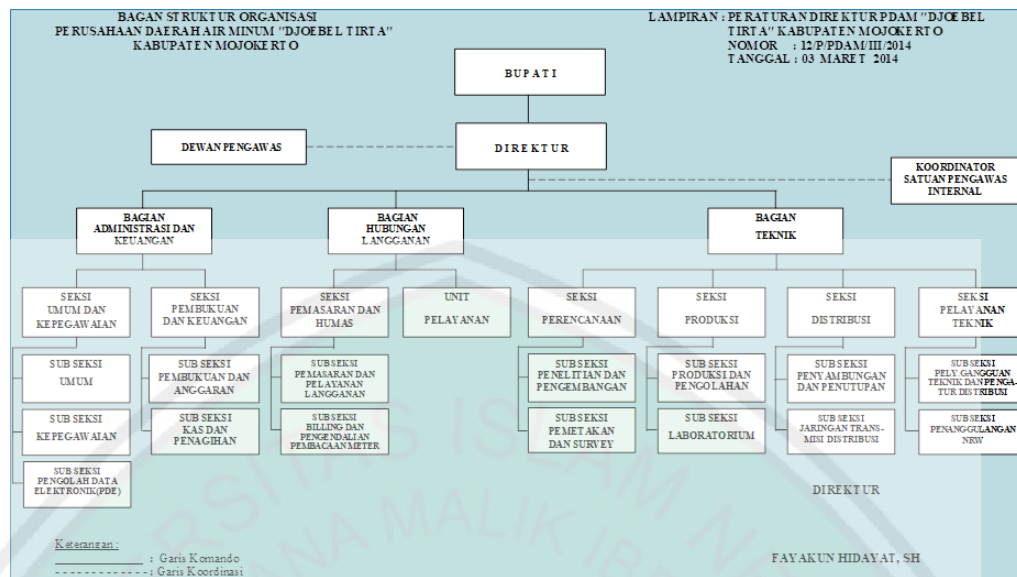 BAGAN STRUKTUR ORGANISASI
PERUSAHAAN DAERAH AIR MINUM "DJOEBEL TIRTA"
KABUPATEN MOJOKERTO
LAMPIRAN : PERATURAN DIREKTUR PDAM "DJOEBEL
TIRTA" KABUPATEN MOJOKERTO
NOMOR : 12/P/PDAM/III/2014
TANGGAL : 03 MARET 2014
BUPATI
DEWAN PENGAWAS
DIREKTUR
KOORDINATOR
SATUAN PENGAWAS
INTERNAL
BAGIAN
ADMINISTRASI DAN
KEUANGAN
BAGIAN
HUBUNGAN
LANGGANAN
BAGIAN
TEKNIK
SEKSI
UMUM DAN
KEPEGAWAIAN
SEKSI
PEMBUKUAN
DAN KEUANGAN
SEKSI
PEMASARAN DAN
HUMAS
UNIT
PELAYANAN
SEKSI
PERENCANAAN
SEKSI
PRODUKSI
SEKSI
DISTRIBUSI
SEKSI
PELAYANAN
TEKNIK
SUB SEKSI
UMUM
SUB SEKSI
PEMBUKUAN DAN
ANGGARAN
SUB SEKSI
PEMASARAN DAN
PELAYANAN
LANGGANAN
SUB SEKSI
PENELITIAN DAN
PENGEMBANGAN
SUB SEKSI
PRODUKSI DAN
PENGOLAHAN
SUB SEKSI
PENYAMBUNGAN
DAN PENUTUPAN
SUB SEKSI
PELY.GANGGUAN
TEKNIK DAN PENGA-
TUR DISTRIBUSI
SUB SEKSI
KEPEGAWAIAN
SUB SEKSI
KAS DAN
PENAGIHAN
SUB SEKSI
BILLING DAN
PENGENDALIAN
PEMBACAAN METER
SUB SEKSI
PEMETAKAN
DAN SURVEY
SUB SEKSI
LABORATORIUM
SUB SEKSI
JARINGAN TRANS-
MISI DISTRIBUSI
SUB SEKSI
PENANGGULANGAN
NRW
SUB SEKSI
PENGOLAH DATA
ELEKTRONIK(PDE)
DIREKTUR
FAYAKUN HIDAYAT, SH
Keterangan :
: Garis Komando
: Garis Koordinasi